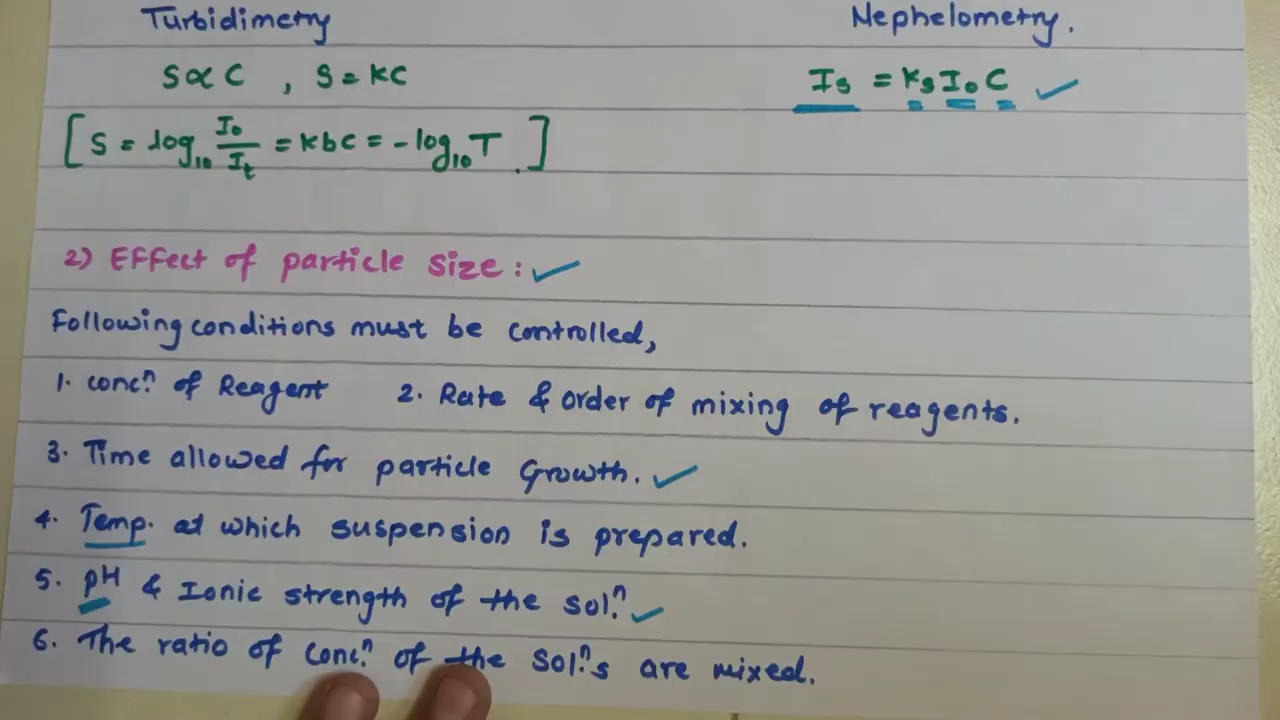 Turbidimetry Nephelometry.
S∝C , S=KC Is = Ks I₀ C
[S = log₁₀ I₀/It = Kbc = -log₁₀ T .]
2) Effect of particle size:
Following conditions must be controlled,
1. concⁿ. of Reagent 2. Rate & order of mixing of reagents.
3. Time allowed for particle Growth.
4. Temp. at which suspension is prepared.
5. pH & Ionic strength of the solⁿ.
6. The ratio of concⁿ. of the solⁿ.s are mixed.